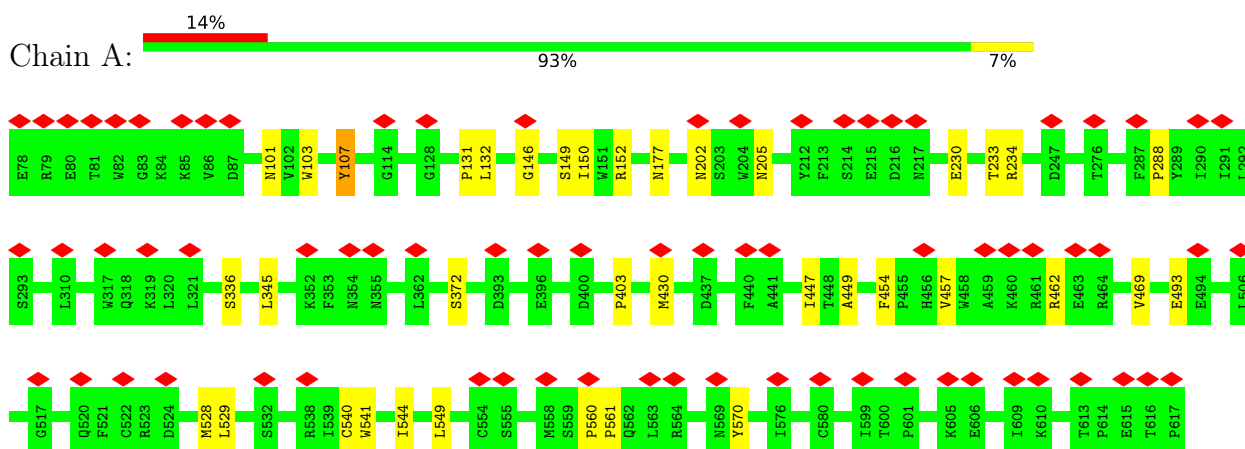 14%
Chain A:
93% 7%
E78 R79 E80 T81 W82 G83 K84 K85 V86 D87 N101 V102 W103 Y107 G114 G128 P131 L132 G146 S149 I150 W151 R152 N177 N202 S203 W204 N205 Y212 F213 S214 E215 D216 N217 E230 T233 R234 D247 T276 F287 P288 Y289 I290 I291 L292
S293 L310 W317 Q318 K319 L320 L321 S336 L345 K352 F353 N354 N355 L362 S372 D393 E396 D400 P403 M430 D437 F440 A441 I447 T448 A449 F454 P455 H456 V457 W458 A459 K460 R461 R462 E463 R464 V469 E493 E494 L506
G517 Q520 F521 C522 R523 D524 M528 L529 S532 R538 I539 C540 W541 I544 L549 C554 S555 M558 S559 P560 P561 Q562 L563 R564 N569 Y570 I576 C580 I599 T600 P601 K605 E606 I609 K610 T613 P614 E615 T616 P617